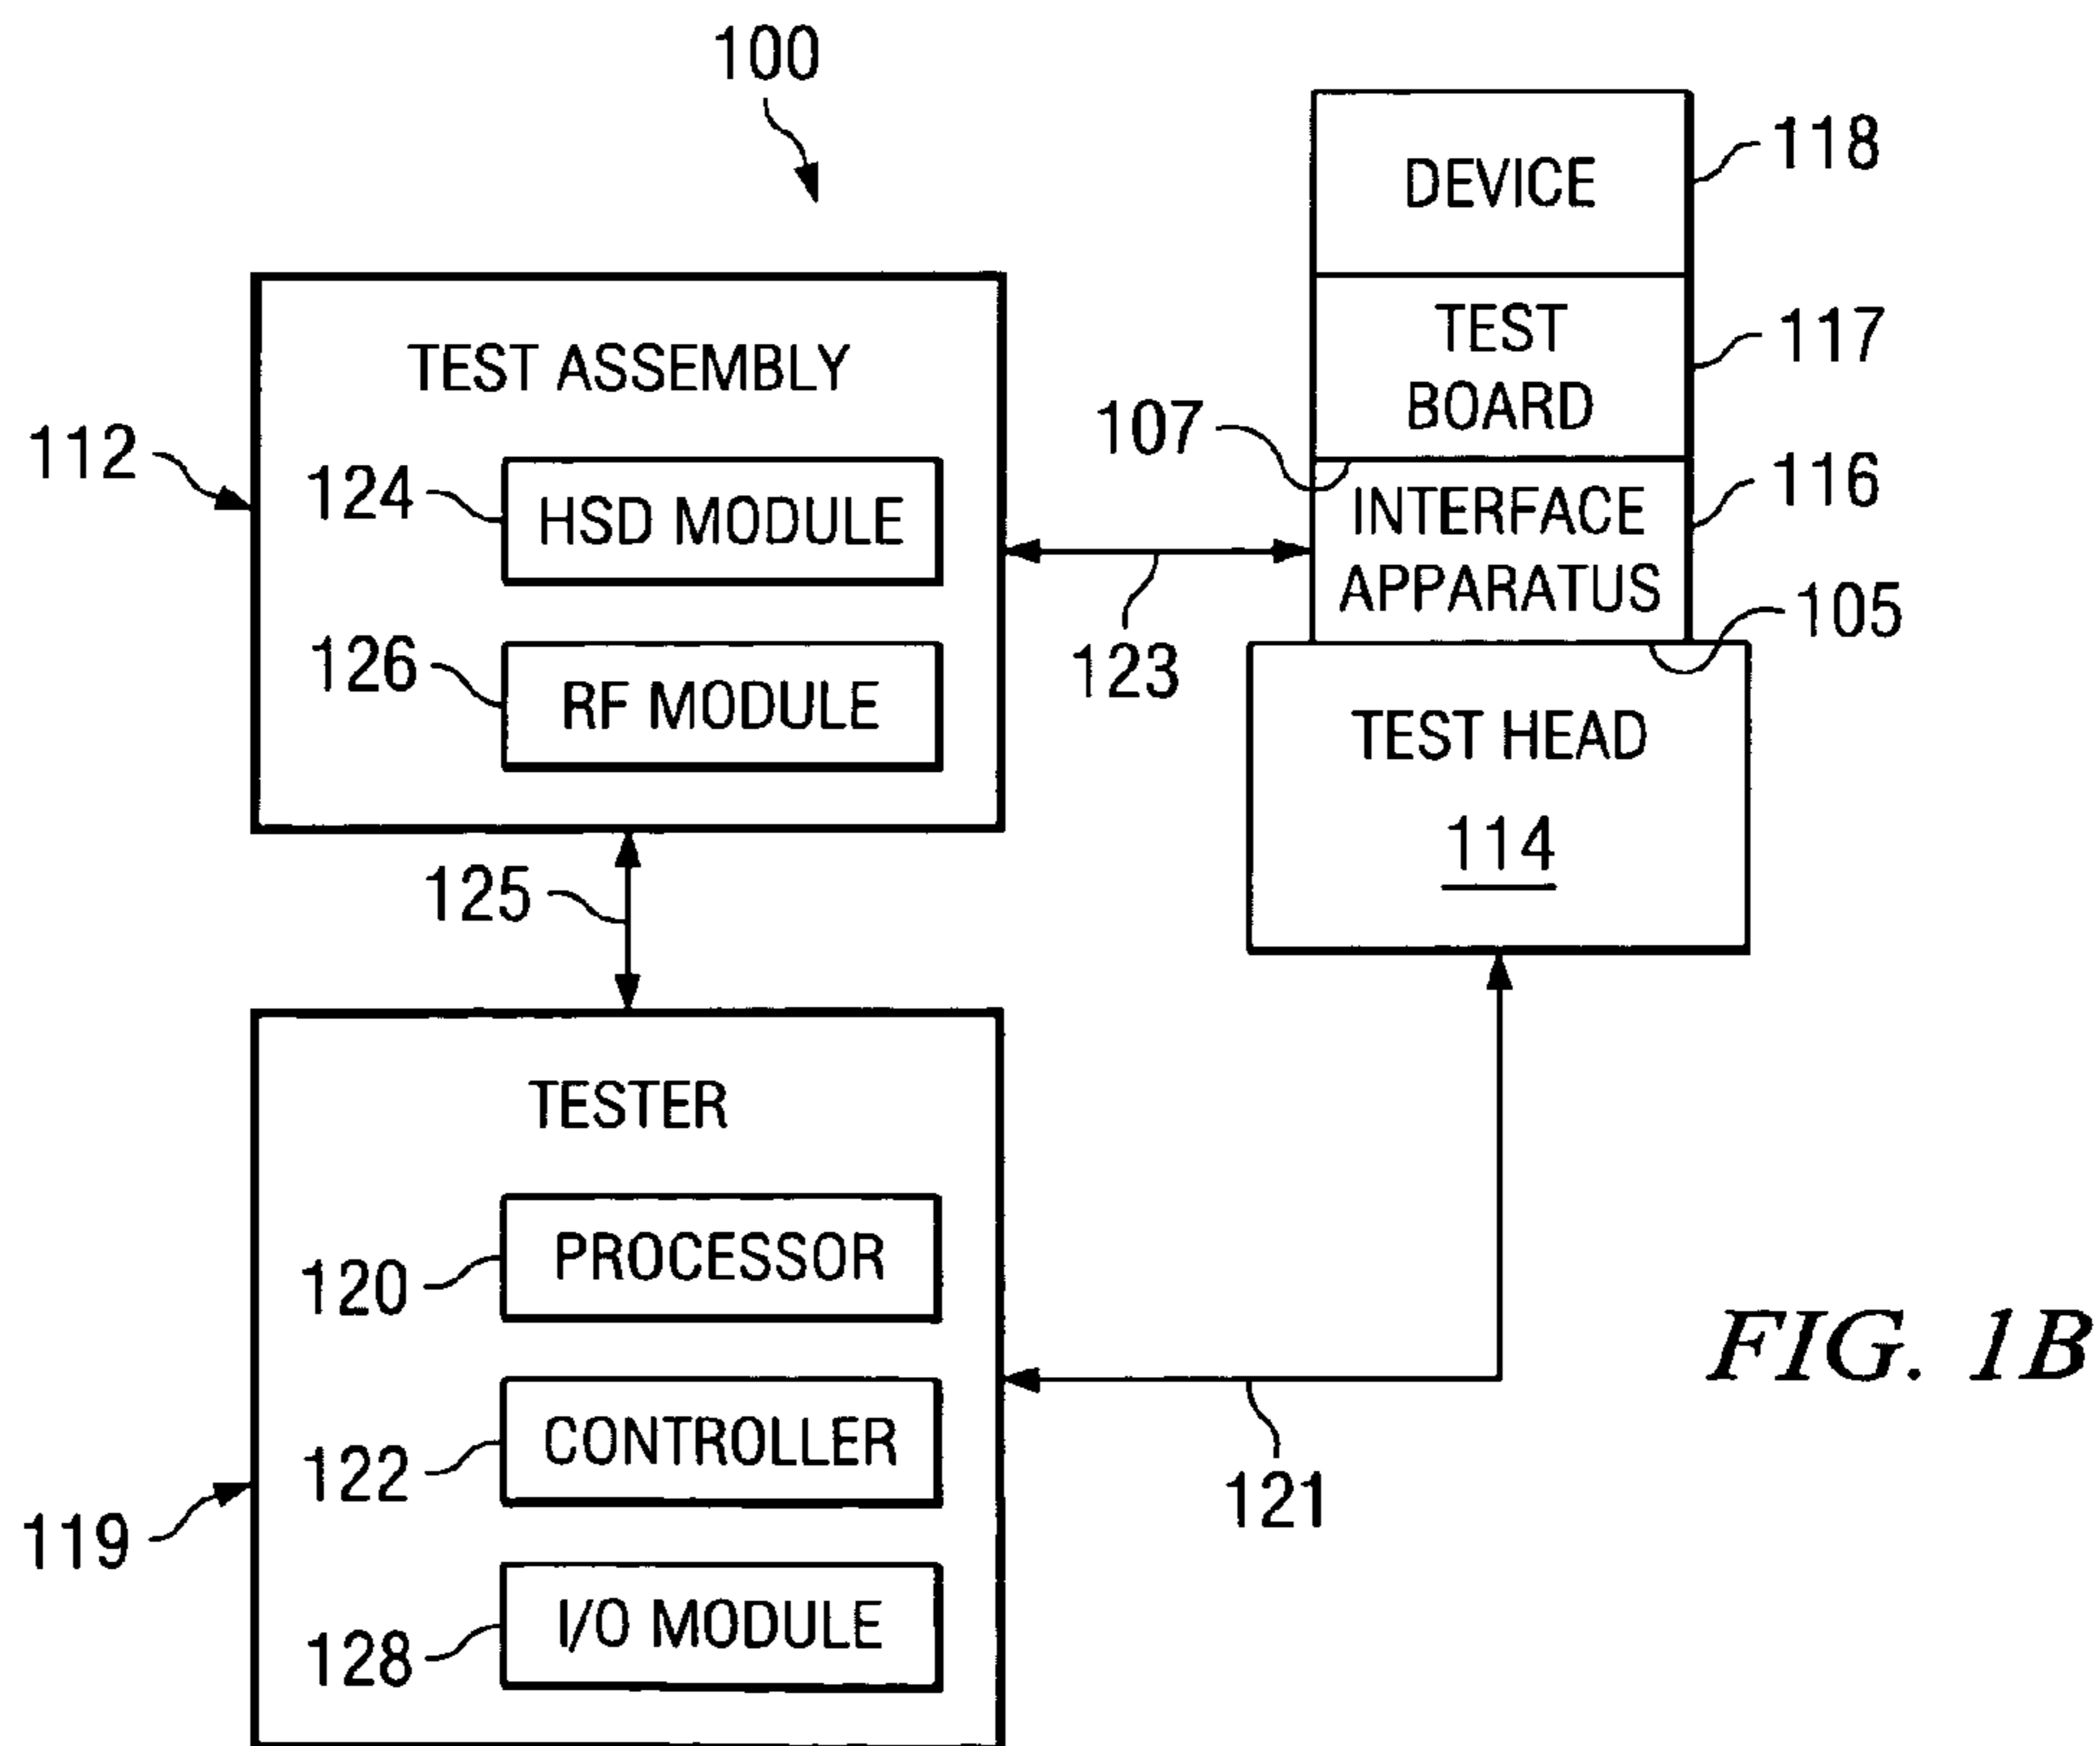 100
DEVICE
118
TEST
BOARD
117
107
INTERFACE
APPARATUS
116
105
TEST HEAD
114
TEST ASSEMBLY
112
124
HSD MODULE
126
RF MODULE
123
125
TESTER
120
PROCESSOR
122
CONTROLLER
119
128
I/O MODULE
121
FIG. 1B